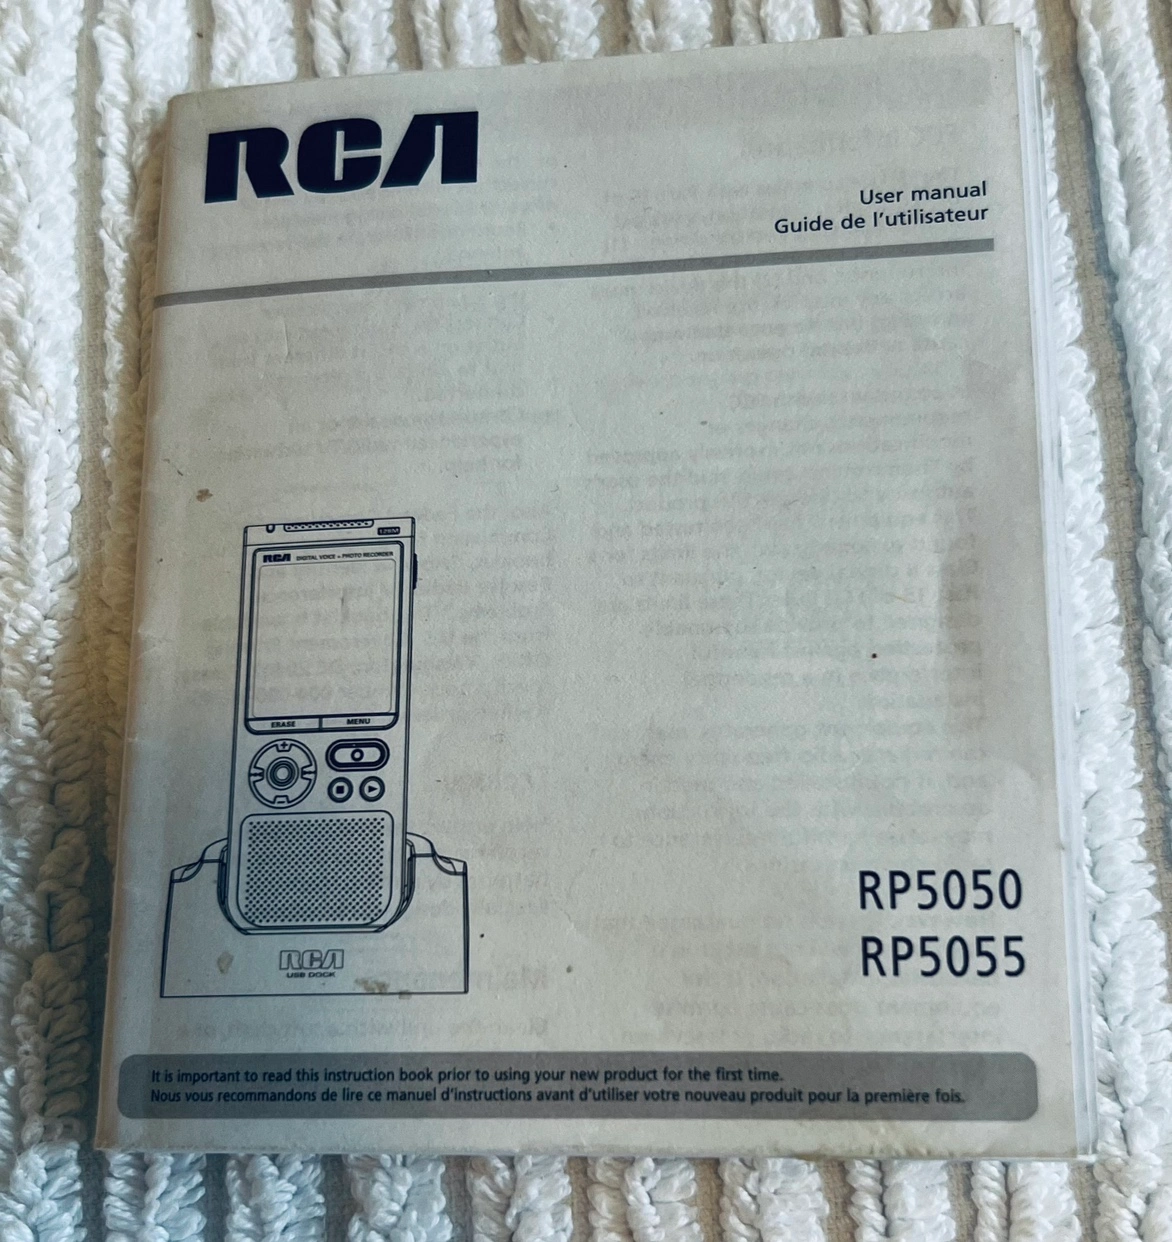 RCA
User manual
Guide de l'utilisateur
128M
RCA DIGITAL VOICE + PHOTO RECORDER
ERASE MENU
RCA
USB DOCK
RP5050
RP5055
It is important to read this instruction book prior to using your new product for the first time.
Nous vous recommandons de lire ce manuel d'instructions avant d'utiliser votre nouveau produit pour la première fois.